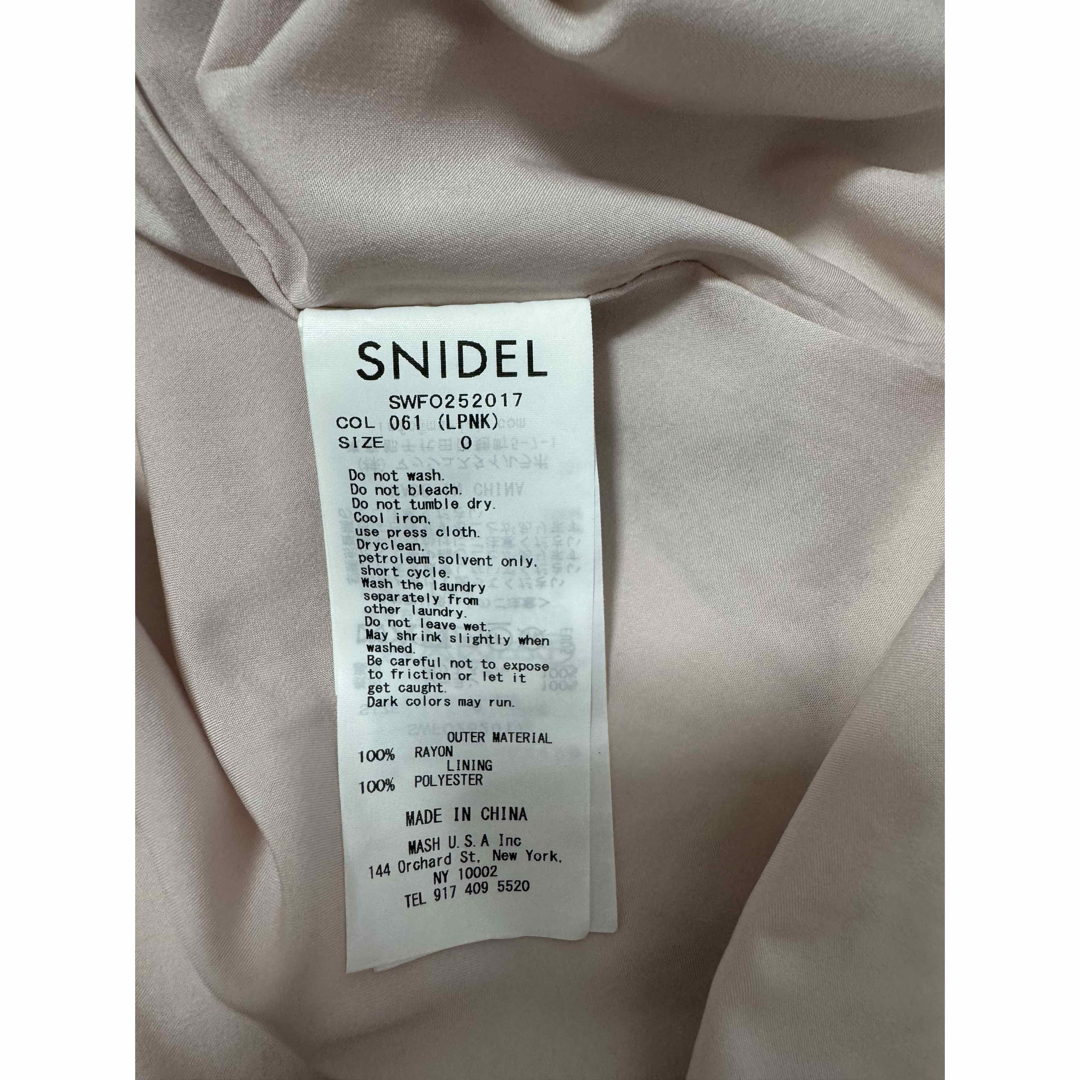 SNIDEL
SWFO252017
COL 061 (LPNK)
SIZE 0
Do not wash.
Do not bleach.
Do not tumble dry.
Cool iron,
use press cloth.
Dryclean,
petroleum solvent only.
short cycle.
Wash the laundry
separately from
other laundry.
Do not leave wet.
May shrink slightly when
washed.
Be careful not to expose
to friction or let it
get caught.
Dark colors may run.
OUTER MATERIAL
100% RAYON
LINING
100% POLYESTER
MADE IN CHINA
MASH U.S.A Inc
144 Orchard St, New York,
NY 10002
TEL 917 409 5520